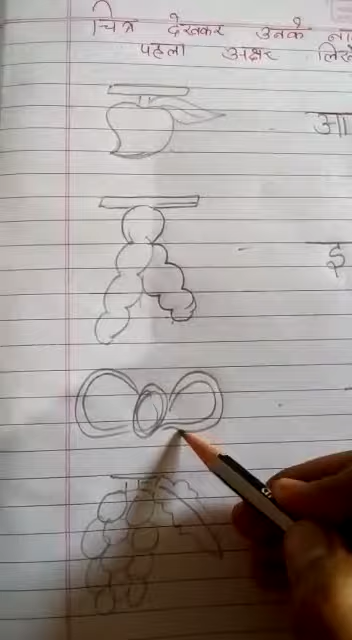 चित्र देखकर उनके
पहला अक्षर
आ
इ